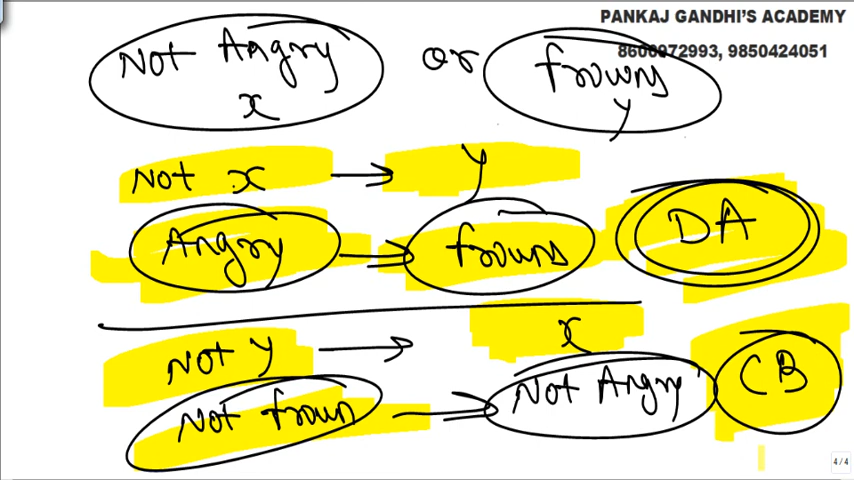 PANKAJ GANDHI'S ACADEMY
8600972993, 9850424051
Not Angry or frowns
x y
Not x → y
Angry ⇒ frowns DA
Not y → x
Not frown ⇒ Not Angry CB
4/4